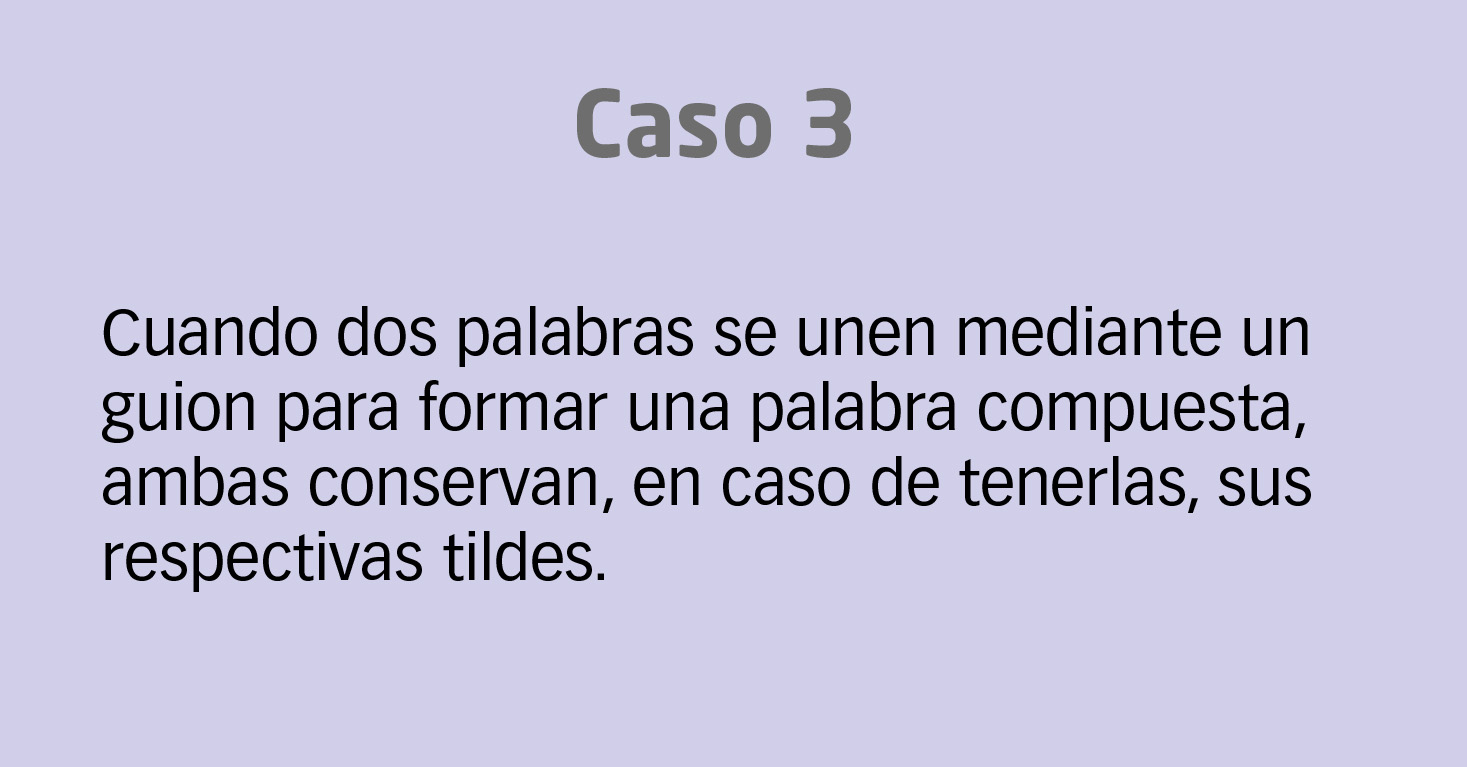 Caso 3
Cuando dos palabras se unen mediante un
guion para formar una palabra compuesta,
ambas conservan, en caso de tenerlas, sus
respectivas tildes.